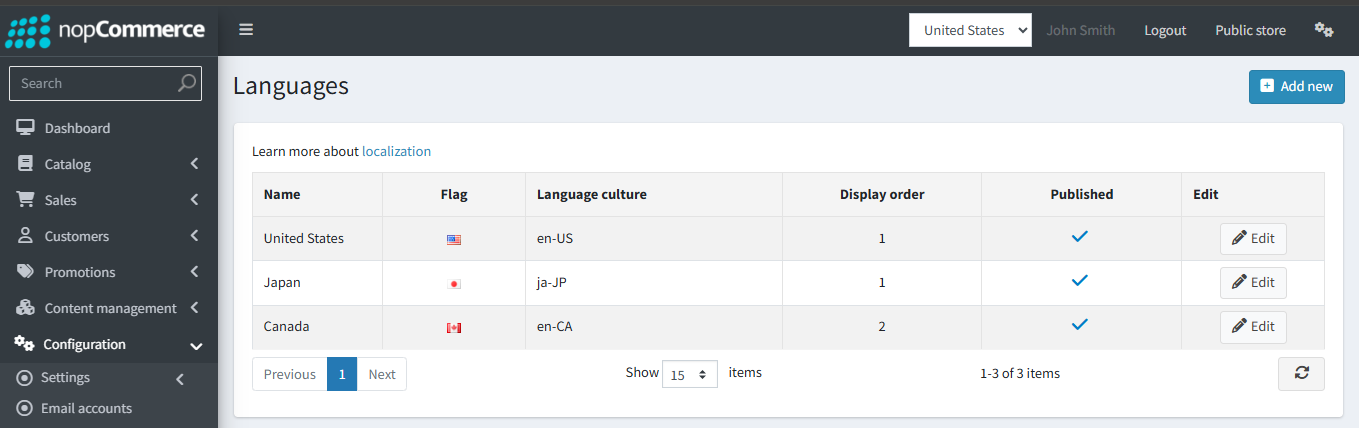 nopCommerce
United States John Smith Logout Public store
Search
Languages
Add new
Dashboard
Catalog
Sales
Customers
Promotions
Content management
Configuration
Settings
Email accounts
Learn more about localization
Name Flag Language culture Display order Published Edit
United States en-US 1 Edit
Japan ja-JP 1 Edit
Canada en-CA 2 Edit
Previous 1 Next Show 15 items 1-3 of 3 items